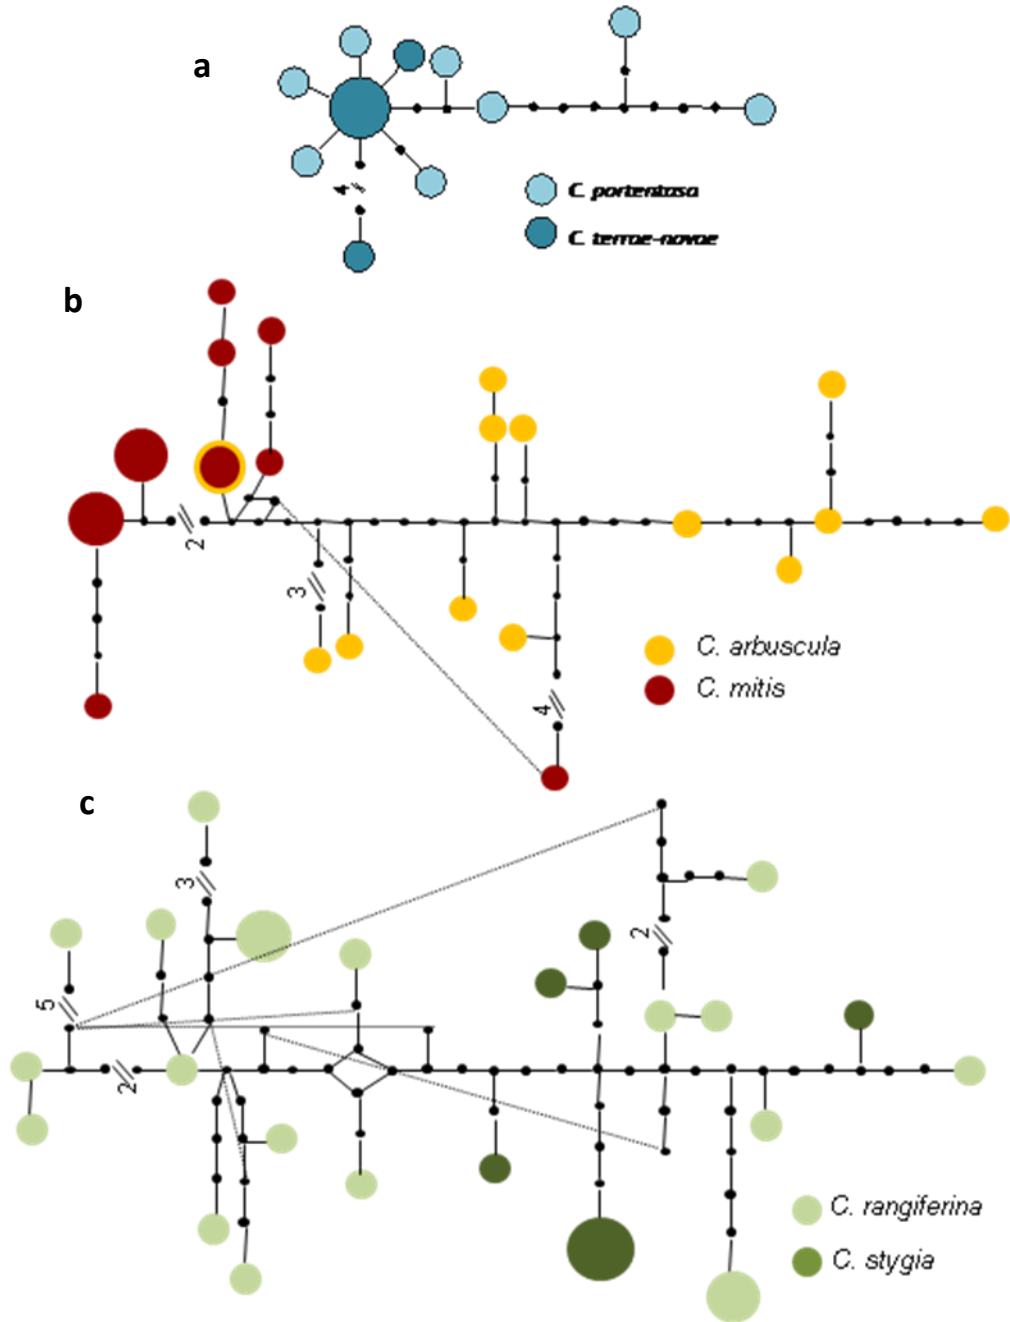 a
4
C. portentosa
C. terrae-novae
b
2
3
4
C. arbuscula
C. mitis
c
3
2
5
2
C. rangiferina
C. stygia